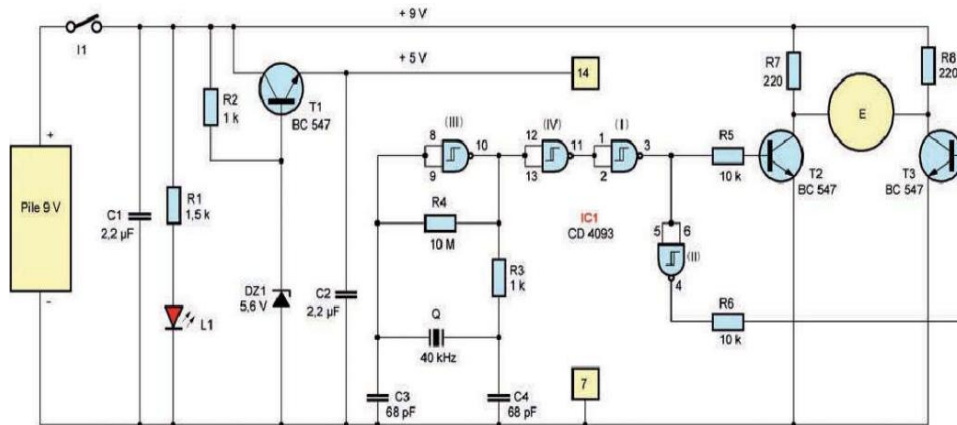 + 9 V
I1
+ 5 V
14
R7
220
R8
220
R2
1 k
T1
BC 547
E
(III)
8
9
10
(IV)
12
13
11
(I)
1
2
3
R5
10 k
T2
BC 547
T3
BC 547
+
Pile 9 V
-
C1
2,2 µF
R1
1,5 k
R4
10 M
IC1
CD 4093
5
6
(II)
4
R3
1 k
DZ1
5,6 V
C2
2,2 µF
L1
Q
40 kHz
R6
10 k
C3
68 pF
C4
68 pF
7